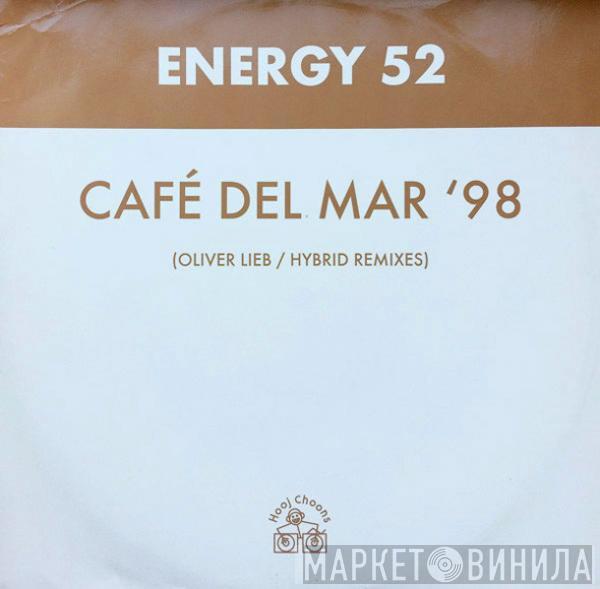 ENERGY 52
CAFÉ DEL MAR ‘98
(OLIVER LIEB / HYBRID REMIXES)
Hooj Choons
МАРКЕТ ВИНИЛА